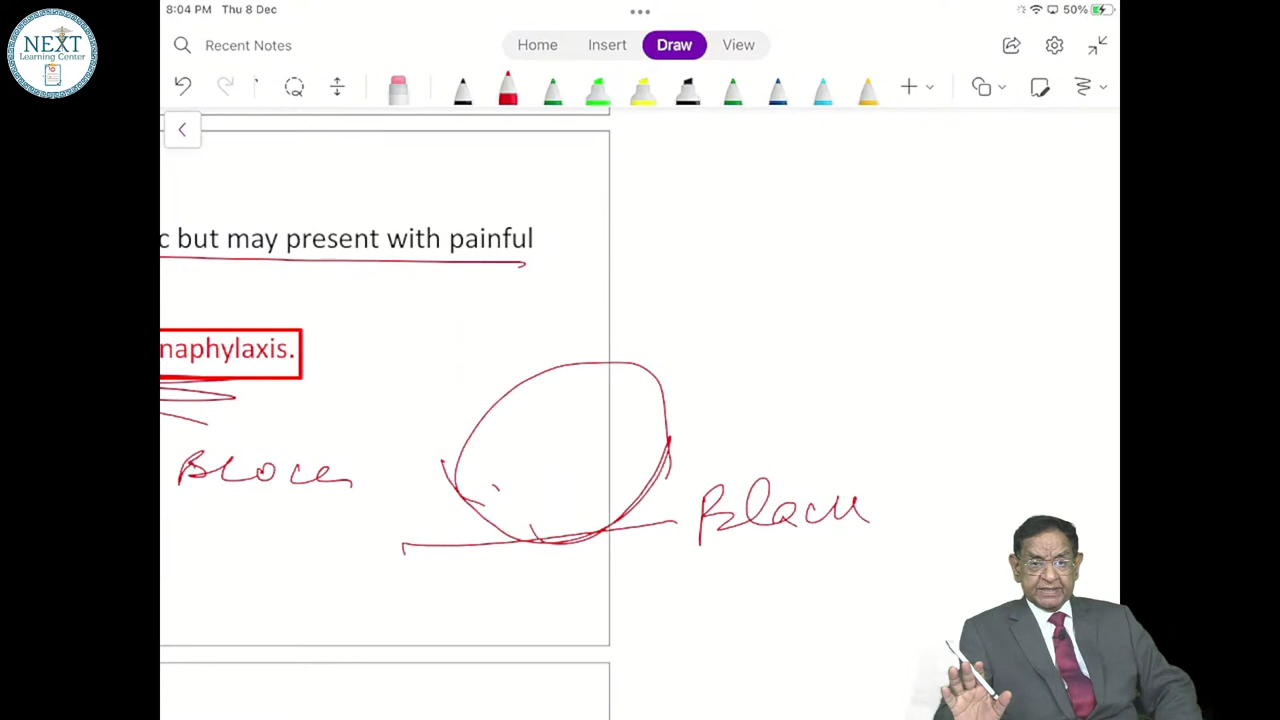 8:04 PM Thu 8 Dec
50%
NEXT
Learning Center
Recent Notes
Home Insert Draw View
c but may present with painful
naphylaxis.
Black